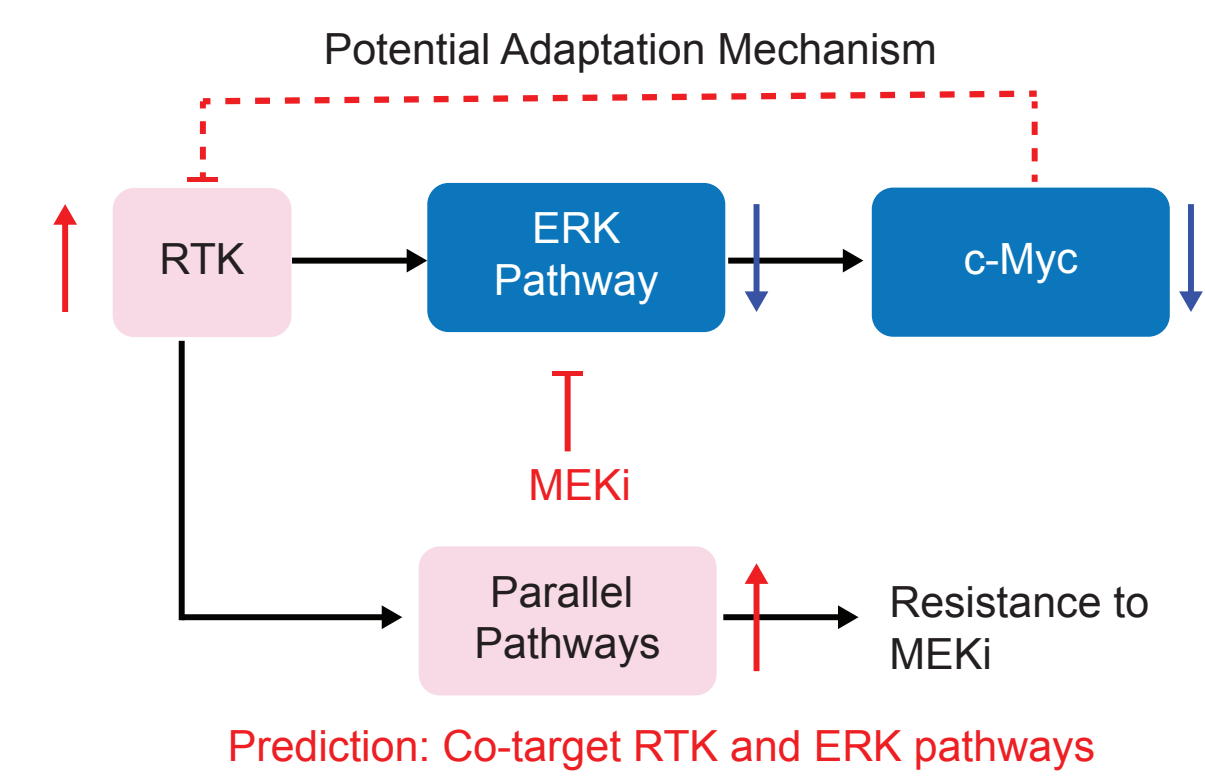 Potential Adaptation Mechanism
RTK
ERK
Pathway
c-Myc
MEKi
Parallel
Pathways
Resistance to
MEKi
Prediction: Co-target RTK and ERK pathways